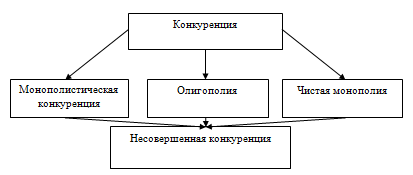 Конкуренция
Монополистическая
конкуренция
Олигополия
Чистая монополия
Несовершенная конкуренция